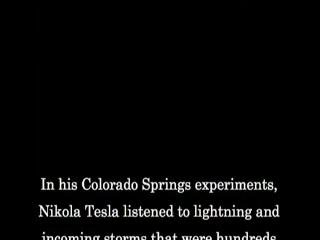 In his Colorado Springs experiments,
Nikola Tesla listened to lightning and
incoming storms that were hundreds